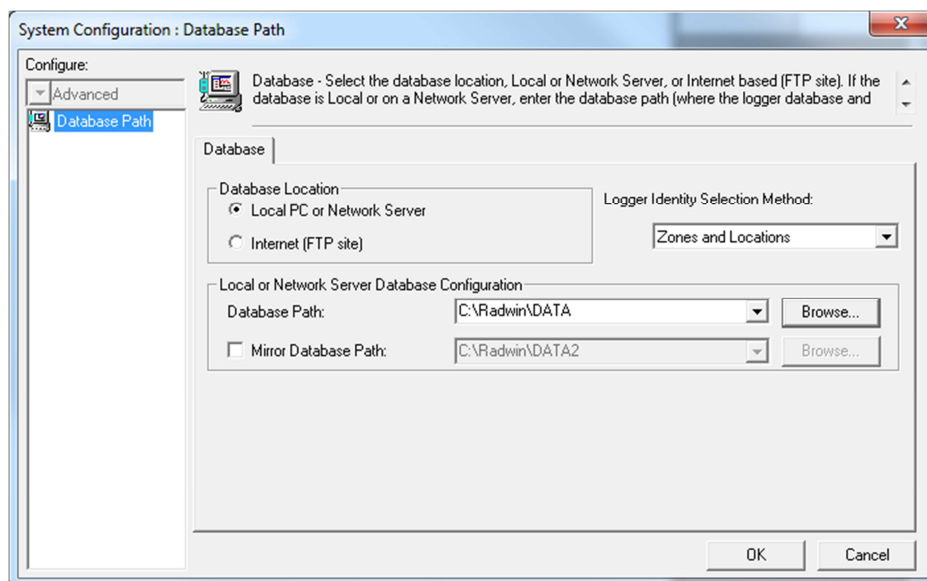 System Configuration : Database Path
Configure:
Advanced
Database Path
Database - Select the database location, Local or Network Server, or Internet based (FTP site). If the
database is Local or on a Network Server, enter the database path (where the logger database and
Database
Database Location
Local PC or Network Server
Internet (FTP site)
Logger Identity Selection Method:
Zones and Locations
Local or Network Server Database Configuration
Database Path:
C:\Radwin\DATA
Browse...
Mirror Database Path:
C:\Radwin\DATA2
Browse...
OK
Cancel